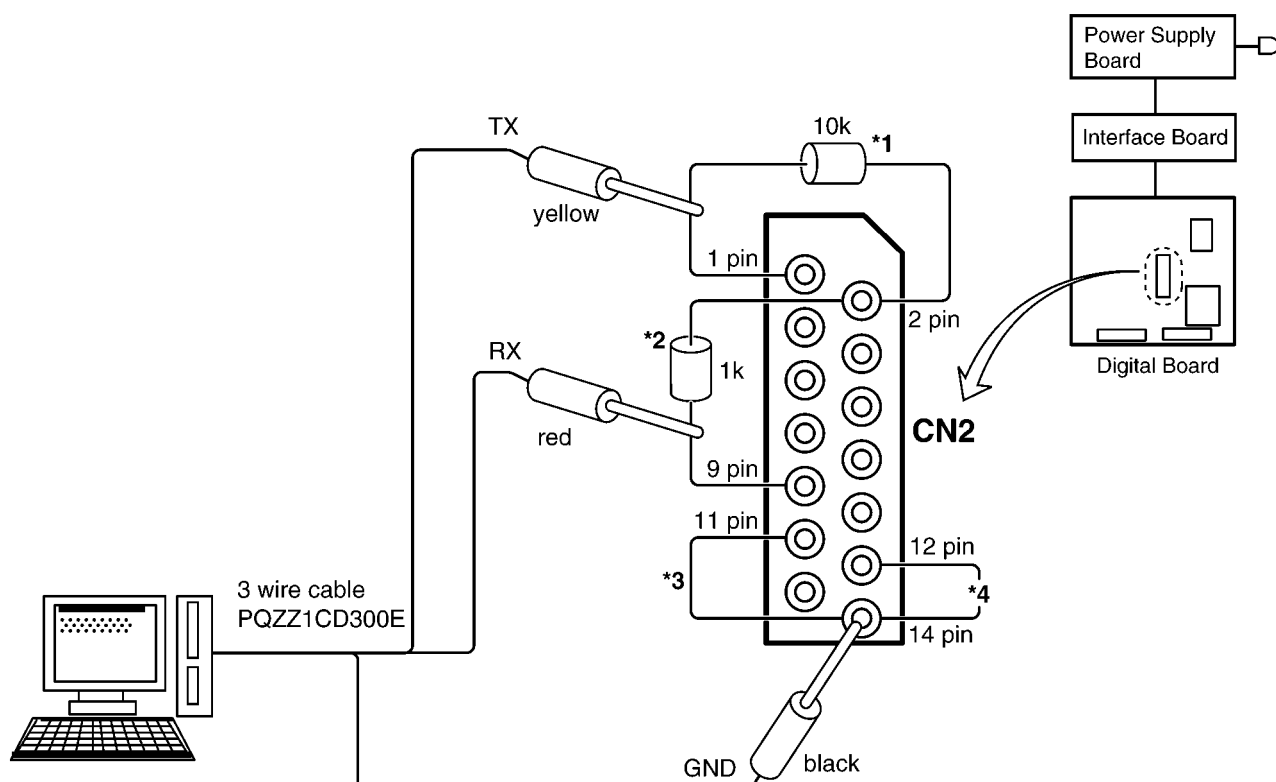 Power Supply
Board
Interface Board
Digital Board
10k
*1
TX
yellow
1 pin
2 pin
*2
1k
RX
red
CN2
9 pin
11 pin
12 pin
*3
*4
14 pin
3 wire cable
PQZZ1CD300E
GND
black